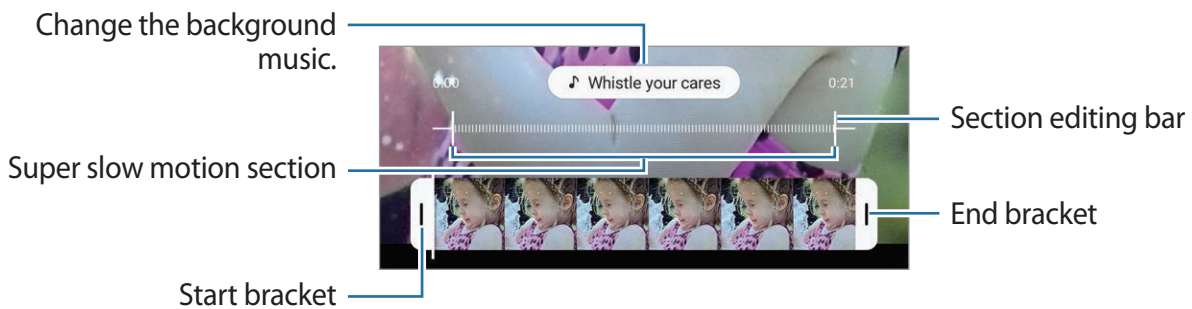 Change the background
music.
0:00
♪ Whistle your cares
0:21
Section editing bar
Super slow motion section
End bracket
Start bracket